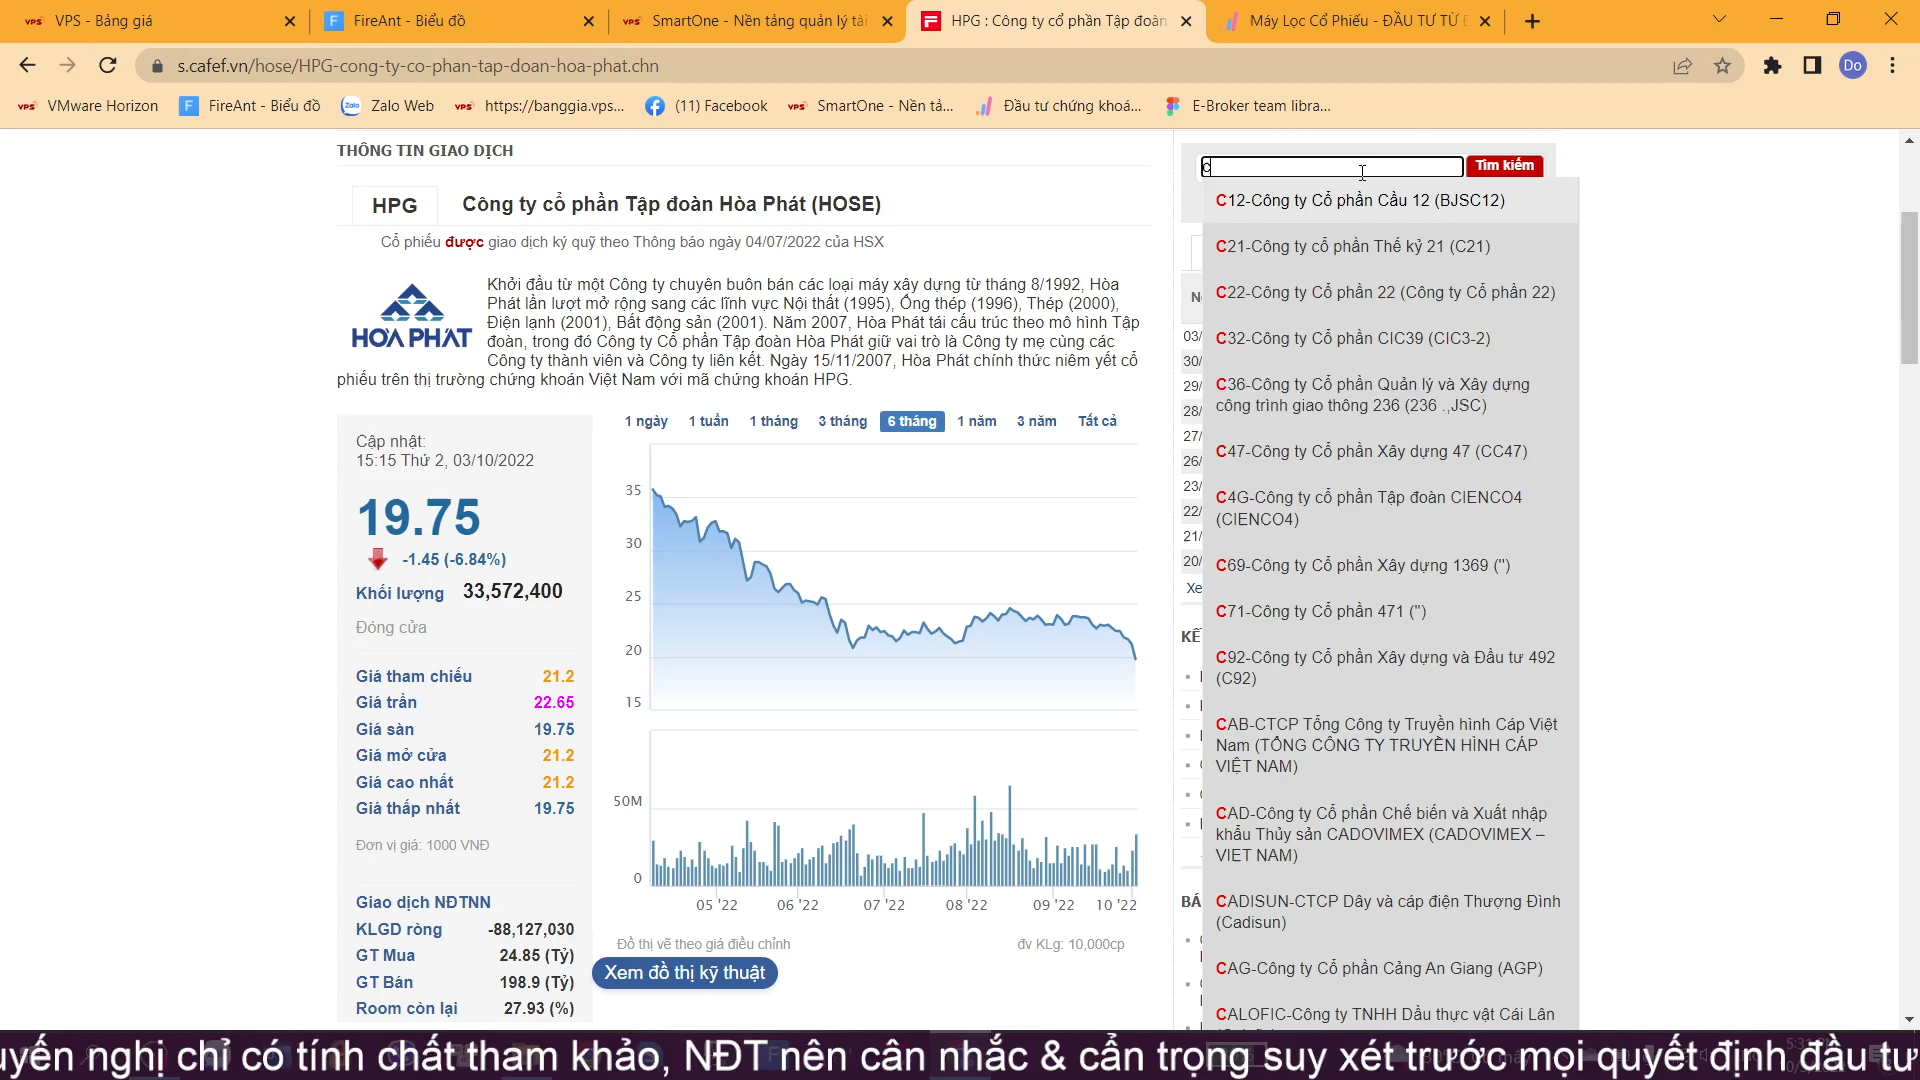 VPS - Bảng giá
FireAnt - Biểu đồ
SmartOne - Nền tảng quản lý tài
HPG : Công ty cổ phần Tập đoàn
Máy Lọc Cổ Phiếu - ĐẦU TƯ TỪ
s.cafef.vn/hose/HPG-cong-ty-co-phan-tap-doan-hoa-phat.chn
Do
VPS VMware Horizon
FireAnt - Biểu đồ
Zalo Zalo Web
VPS https://banggia.vps...
(11) Facebook
VPS SmartOne - Nền tả...
Đầu tư chứng khoá...
E-Broker team libra...
THÔNG TIN GIAO DỊCH
HPG
Công ty cổ phần Tập đoàn Hòa Phát (HOSE)
Cổ phiếu được giao dịch ký quỹ theo Thông báo ngày 04/07/2022 của HSX
HÒA PHÁT
Khởi đầu từ một Công ty chuyên buôn bán các loại máy xây dựng từ tháng 8/1992, Hòa
Phát lần lượt mở rộng sang các lĩnh vực Nội thất (1995), Ống thép (1996), Thép (2000),
Điện lạnh (2001), Bất động sản (2001). Năm 2007, Hòa Phát tái cấu trúc theo mô hình Tập
đoàn, trong đó Công ty Cổ phần Tập đoàn Hòa Phát giữ vai trò là Công ty mẹ cùng các
Công ty thành viên và Công ty liên kết. Ngày 15/11/2007, Hòa Phát chính thức niêm yết cổ
phiếu trên thị trường chứng khoán Việt Nam với mã chứng khoán HPG.
Cập nhật:
15:15 Thứ 2, 03/10/2022
19.75
-1.45 (-6.84%)
Khối lượng 33,572,400
Đóng cửa
Giá tham chiếu 21.2
Giá trần 22.65
Giá sàn 19.75
Giá mở cửa 21.2
Giá cao nhất 21.2
Giá thấp nhất 19.75
Đơn vị giá: 1000 VNĐ
Giao dịch NĐTNN
KLGD ròng -88,127,030
GT Mua 24.85 (Tỷ)
GT Bán 198.9 (Tỷ)
Room còn lại 27.93 (%)
1 ngày 1 tuần 1 tháng 3 tháng 6 tháng 1 năm 3 năm Tất cả
35
30
25
20
15
50M
0
05 '22 06 '22 07 '22 08 '22 09 '22 10 '22
Đồ thị vẽ theo giá điều chỉnh
đv KLg: 10,000cp
Xem đồ thị kỹ thuật
c
Tìm kiếm
03/
30/
29/
28/
27/
26/
23/
22/
21/
20/
C12-Công ty Cổ phần Cầu 12 (BJSC12)
C21-Công ty cổ phần Thế kỷ 21 (C21)
C22-Công ty Cổ phần 22 (Công ty Cổ phần 22)
C32-Công ty Cổ phần CIC39 (CIC3-2)
C36-Công ty Cổ phần Quản lý và Xây dựng
công trình giao thông 236 (236 .,JSC)
C47-Công ty Cổ phần Xây dựng 47 (CC47)
C4G-Công ty cổ phần Tập đoàn CIENCO4
(CIENCO4)
C69-Công ty Cổ phần Xây dựng 1369 ('')
C71-Công ty Cổ phần 471 ('')
C92-Công ty Cổ phần Xây dựng và Đầu tư 492
(C92)
CAB-CTCP Tổng Công ty Truyền hình Cáp Việt
Nam (TỔNG CÔNG TY TRUYỀN HÌNH CÁP
VIỆT NAM)
CAD-Công ty Cổ phần Chế biến và Xuất nhập
khẩu Thủy sản CADOVIMEX (CADOVIMEX –
VIET NAM)
CADISUN-CTCP Dây và cáp điện Thượng Đình
(Cadisun)
CAG-Công ty Cổ phần Cảng An Giang (AGP)
CALOFIC-Công ty TNHH Dầu thực vật Cái Lân
uyến nghị chỉ có tính chất tham khảo, NĐT nên cân nhắc & cẩn trọng suy xét trước mọi quyết định đầu tư